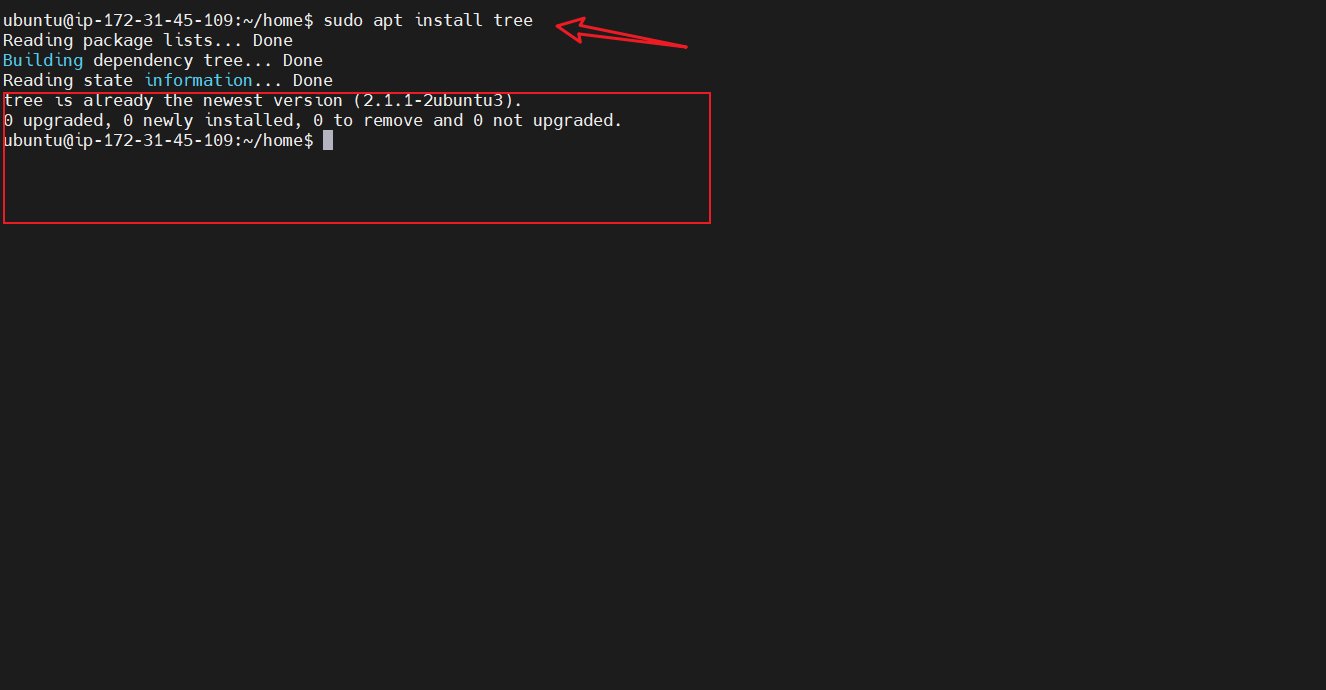 ubuntu@ip-172-31-45-109:~/home$ sudo apt install tree
Reading package lists... Done
Building dependency tree... Done
Reading state information... Done
tree is already the newest version (2.1.1-2ubuntu3).
0 upgraded, 0 newly installed, 0 to remove and 0 not upgraded.
ubuntu@ip-172-31-45-109:~/home$